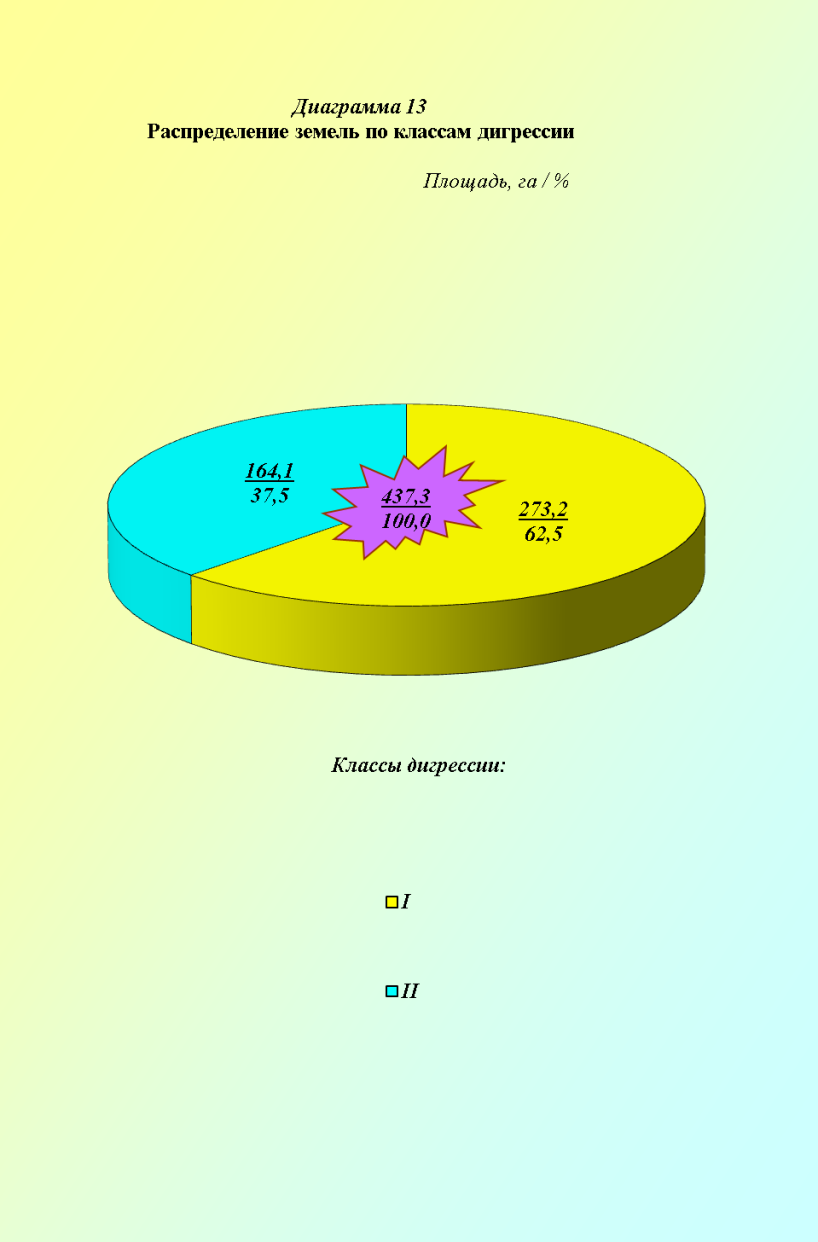 Диаграмма 13
Распределение земель по классам дигрессии
Площадь, га / %
164,1
37,5
437,3
100,0
273,2
62,5
Классы дигрессии:
I
II